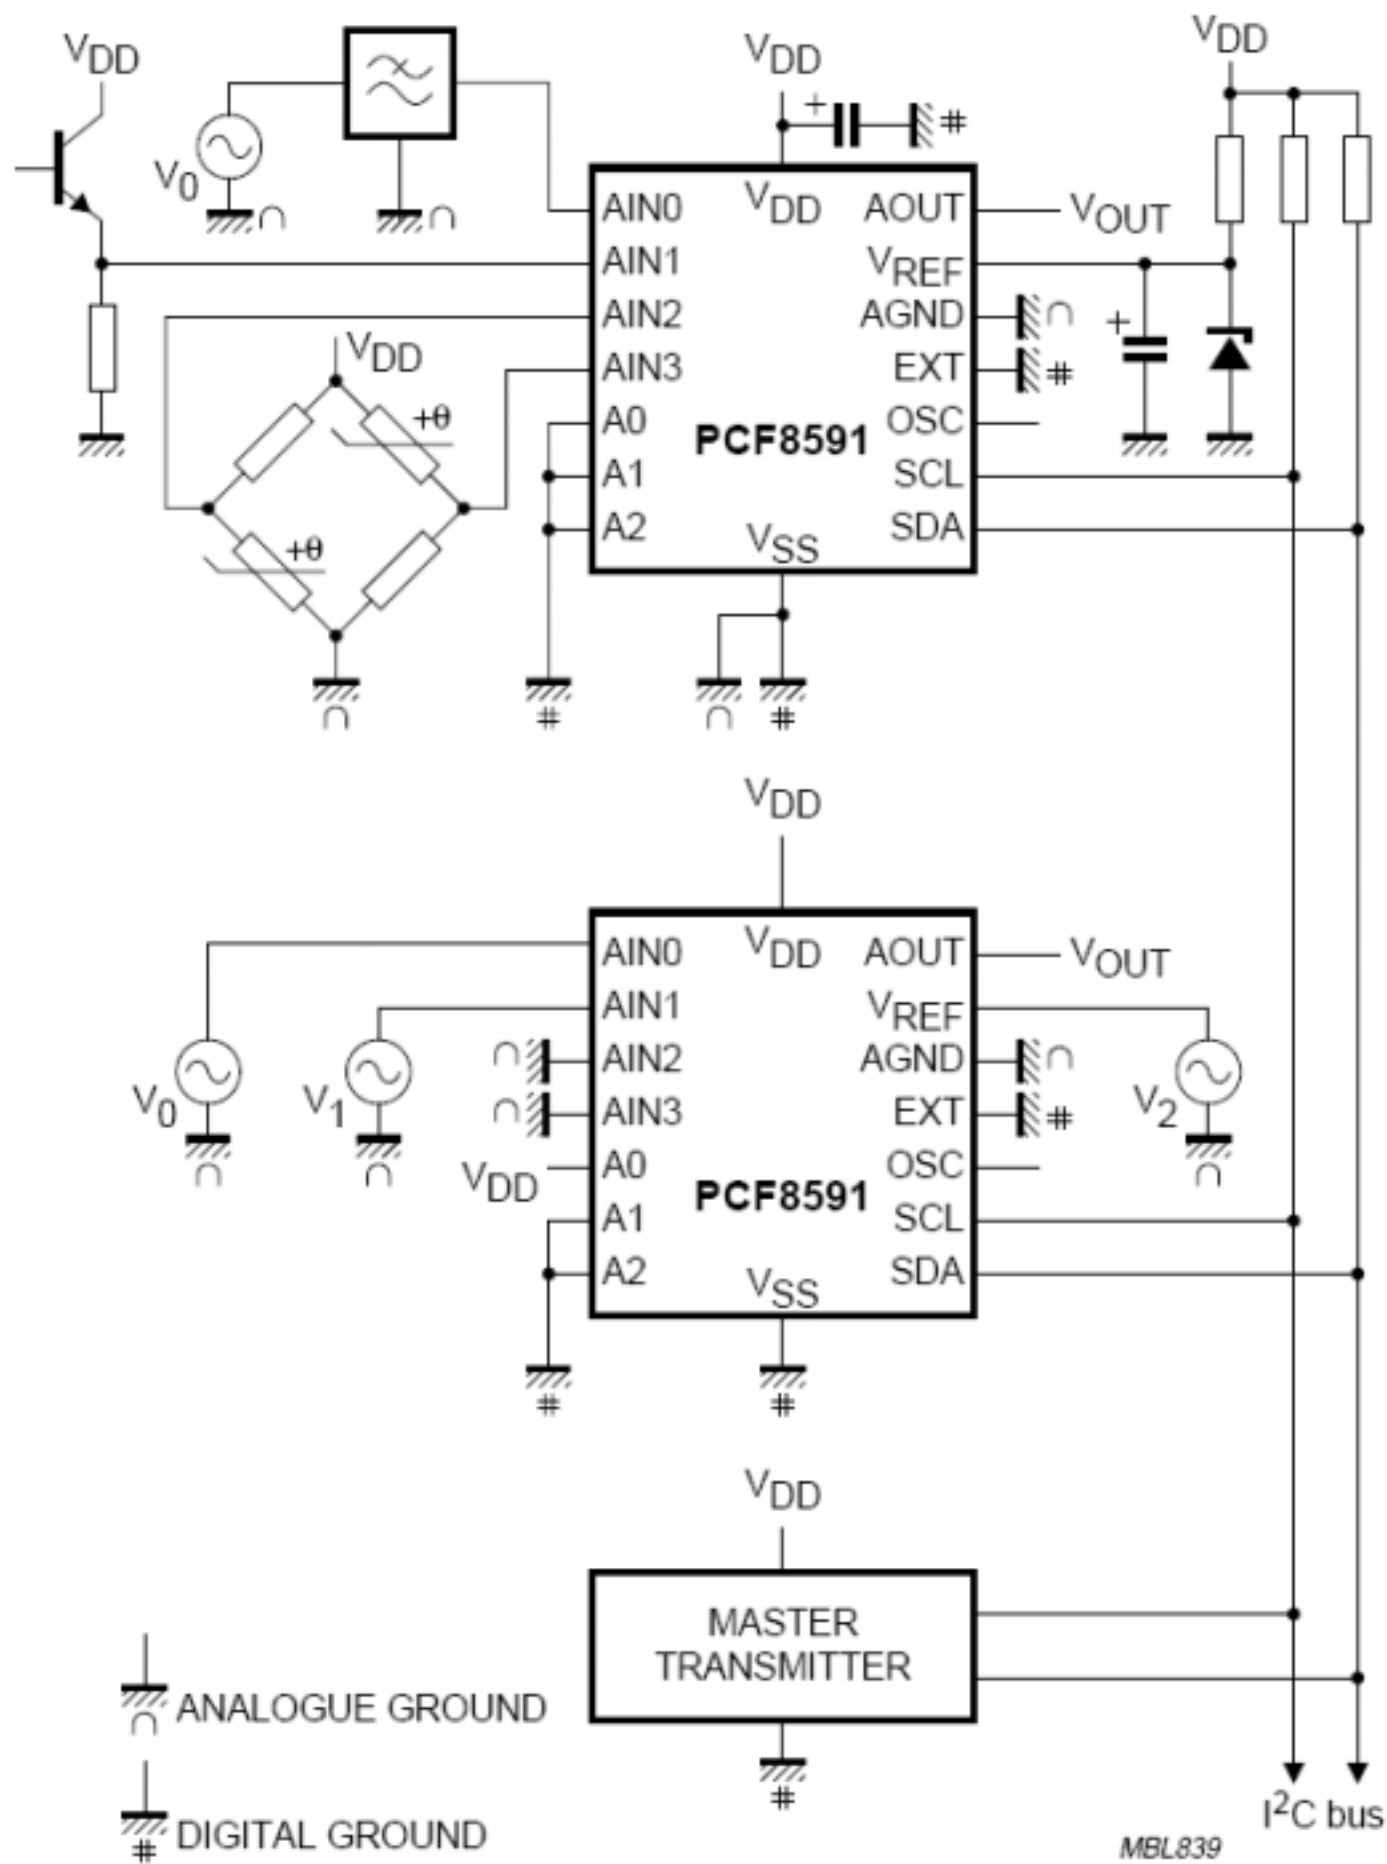 VDD
VDD
VDD
V0
+
#
AIN0
VDD
AOUT
VOUT
AIN1
VREF
AIN2
AGND
+
VDD
AIN3
EXT
#
+θ
A0
OSC
PCF8591
A1
SCL
A2
SDA
+θ
VSS
#
#
VDD
AIN0
VDD
AOUT
VOUT
AIN1
VREF
AIN2
AGND
V0
V1
AIN3
EXT
#
V2
VDD
A0
OSC
PCF8591
A1
SCL
A2
SDA
VSS
#
#
VDD
MASTER
TRANSMITTER
ANALOGUE GROUND
#
DIGITAL GROUND
#
I²C bus
MBL839